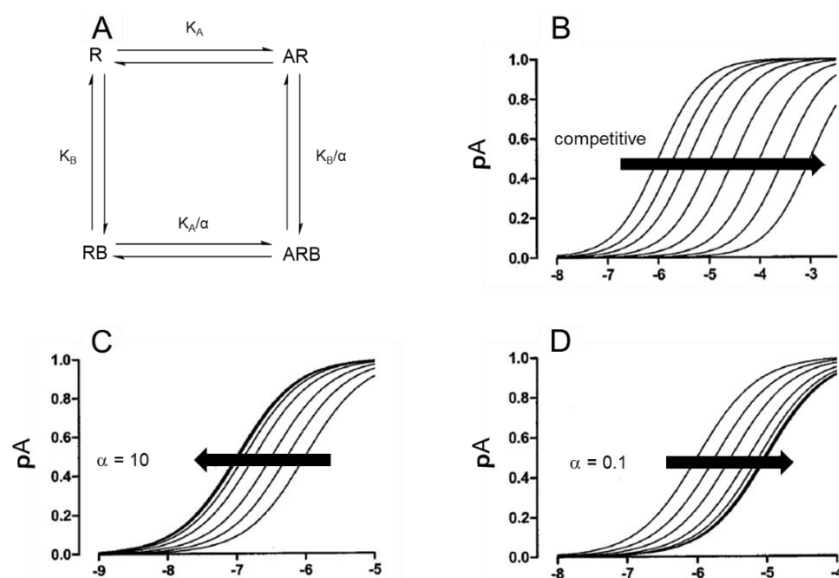 A
K_A
R AR
K_B K_B/α
K_A/α
RB ARB
B
pA
1.0
0.8
0.6
0.4
0.2
0.0
competitive
-8 -7 -6 -5 -4 -3
C
pA
1.0
0.8
0.6
0.4
0.2
0.0
α = 10
-9 -8 -7 -6 -5
D
pA
1.0
0.8
0.6
0.4
0.2
0.0
α = 0.1
-8 -7 -6 -5 -4